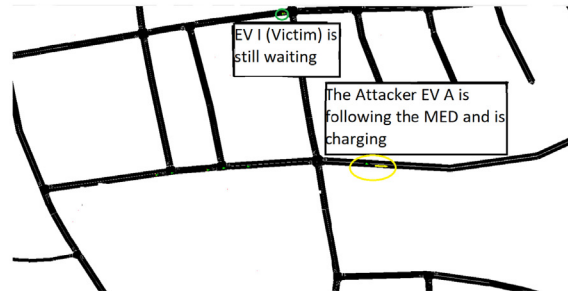 EV I (Victim) is
still waiting
The Attacker EV A is
following the MED and is
charging